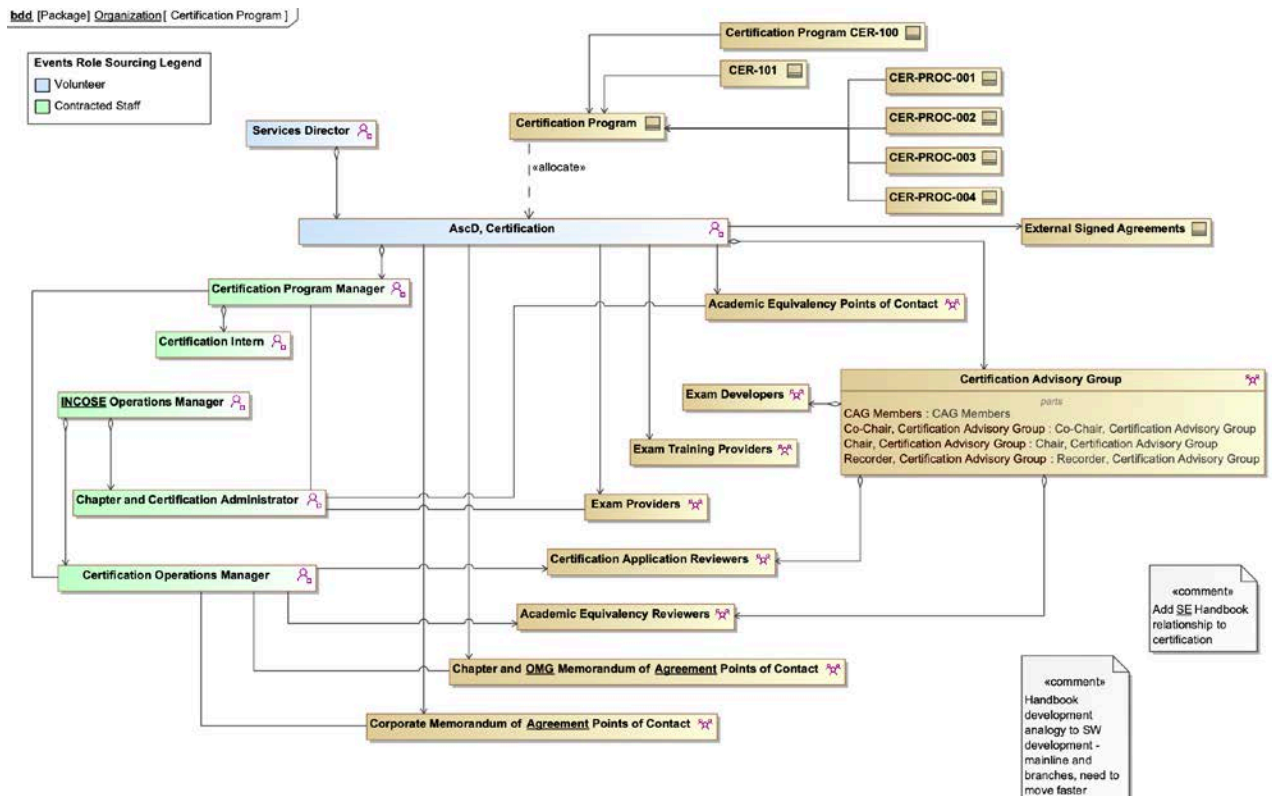 bdd [Package] Organization[ Certification Program ]
Events Role Sourcing Legend
Volunteer
Contracted Staff
Certification Program CER-100
CER-101
CER-PROC-001
Certification Program
CER-PROC-002
Services Director
«allocate»
CER-PROC-003
CER-PROC-004
AscD, Certification
External Signed Agreements
Certification Program Manager
Academic Equivalency Points of Contact
Certification Intern
INCOSE Operations Manager
Exam Developers
Certification Advisory Group
parts
CAG Members : CAG Members
Co-Chair, Certification Advisory Group : Co-Chair, Certification Advisory Group
Chair, Certification Advisory Group : Chair, Certification Advisory Group
Recorder, Certification Advisory Group : Recorder, Certification Advisory Group
Exam Training Providers
Chapter and Certification Administrator
Exam Providers
Certification Application Reviewers
Certification Operations Manager
Academic Equivalency Reviewers
Chapter and OMG Memorandum of Agreement Points of Contact
Corporate Memorandum of Agreement Points of Contact
«comment»
Add SE Handbook
relationship to
certification
«comment»
Handbook
development
analogy to SW
development -
mainline and
branches, need to
move faster